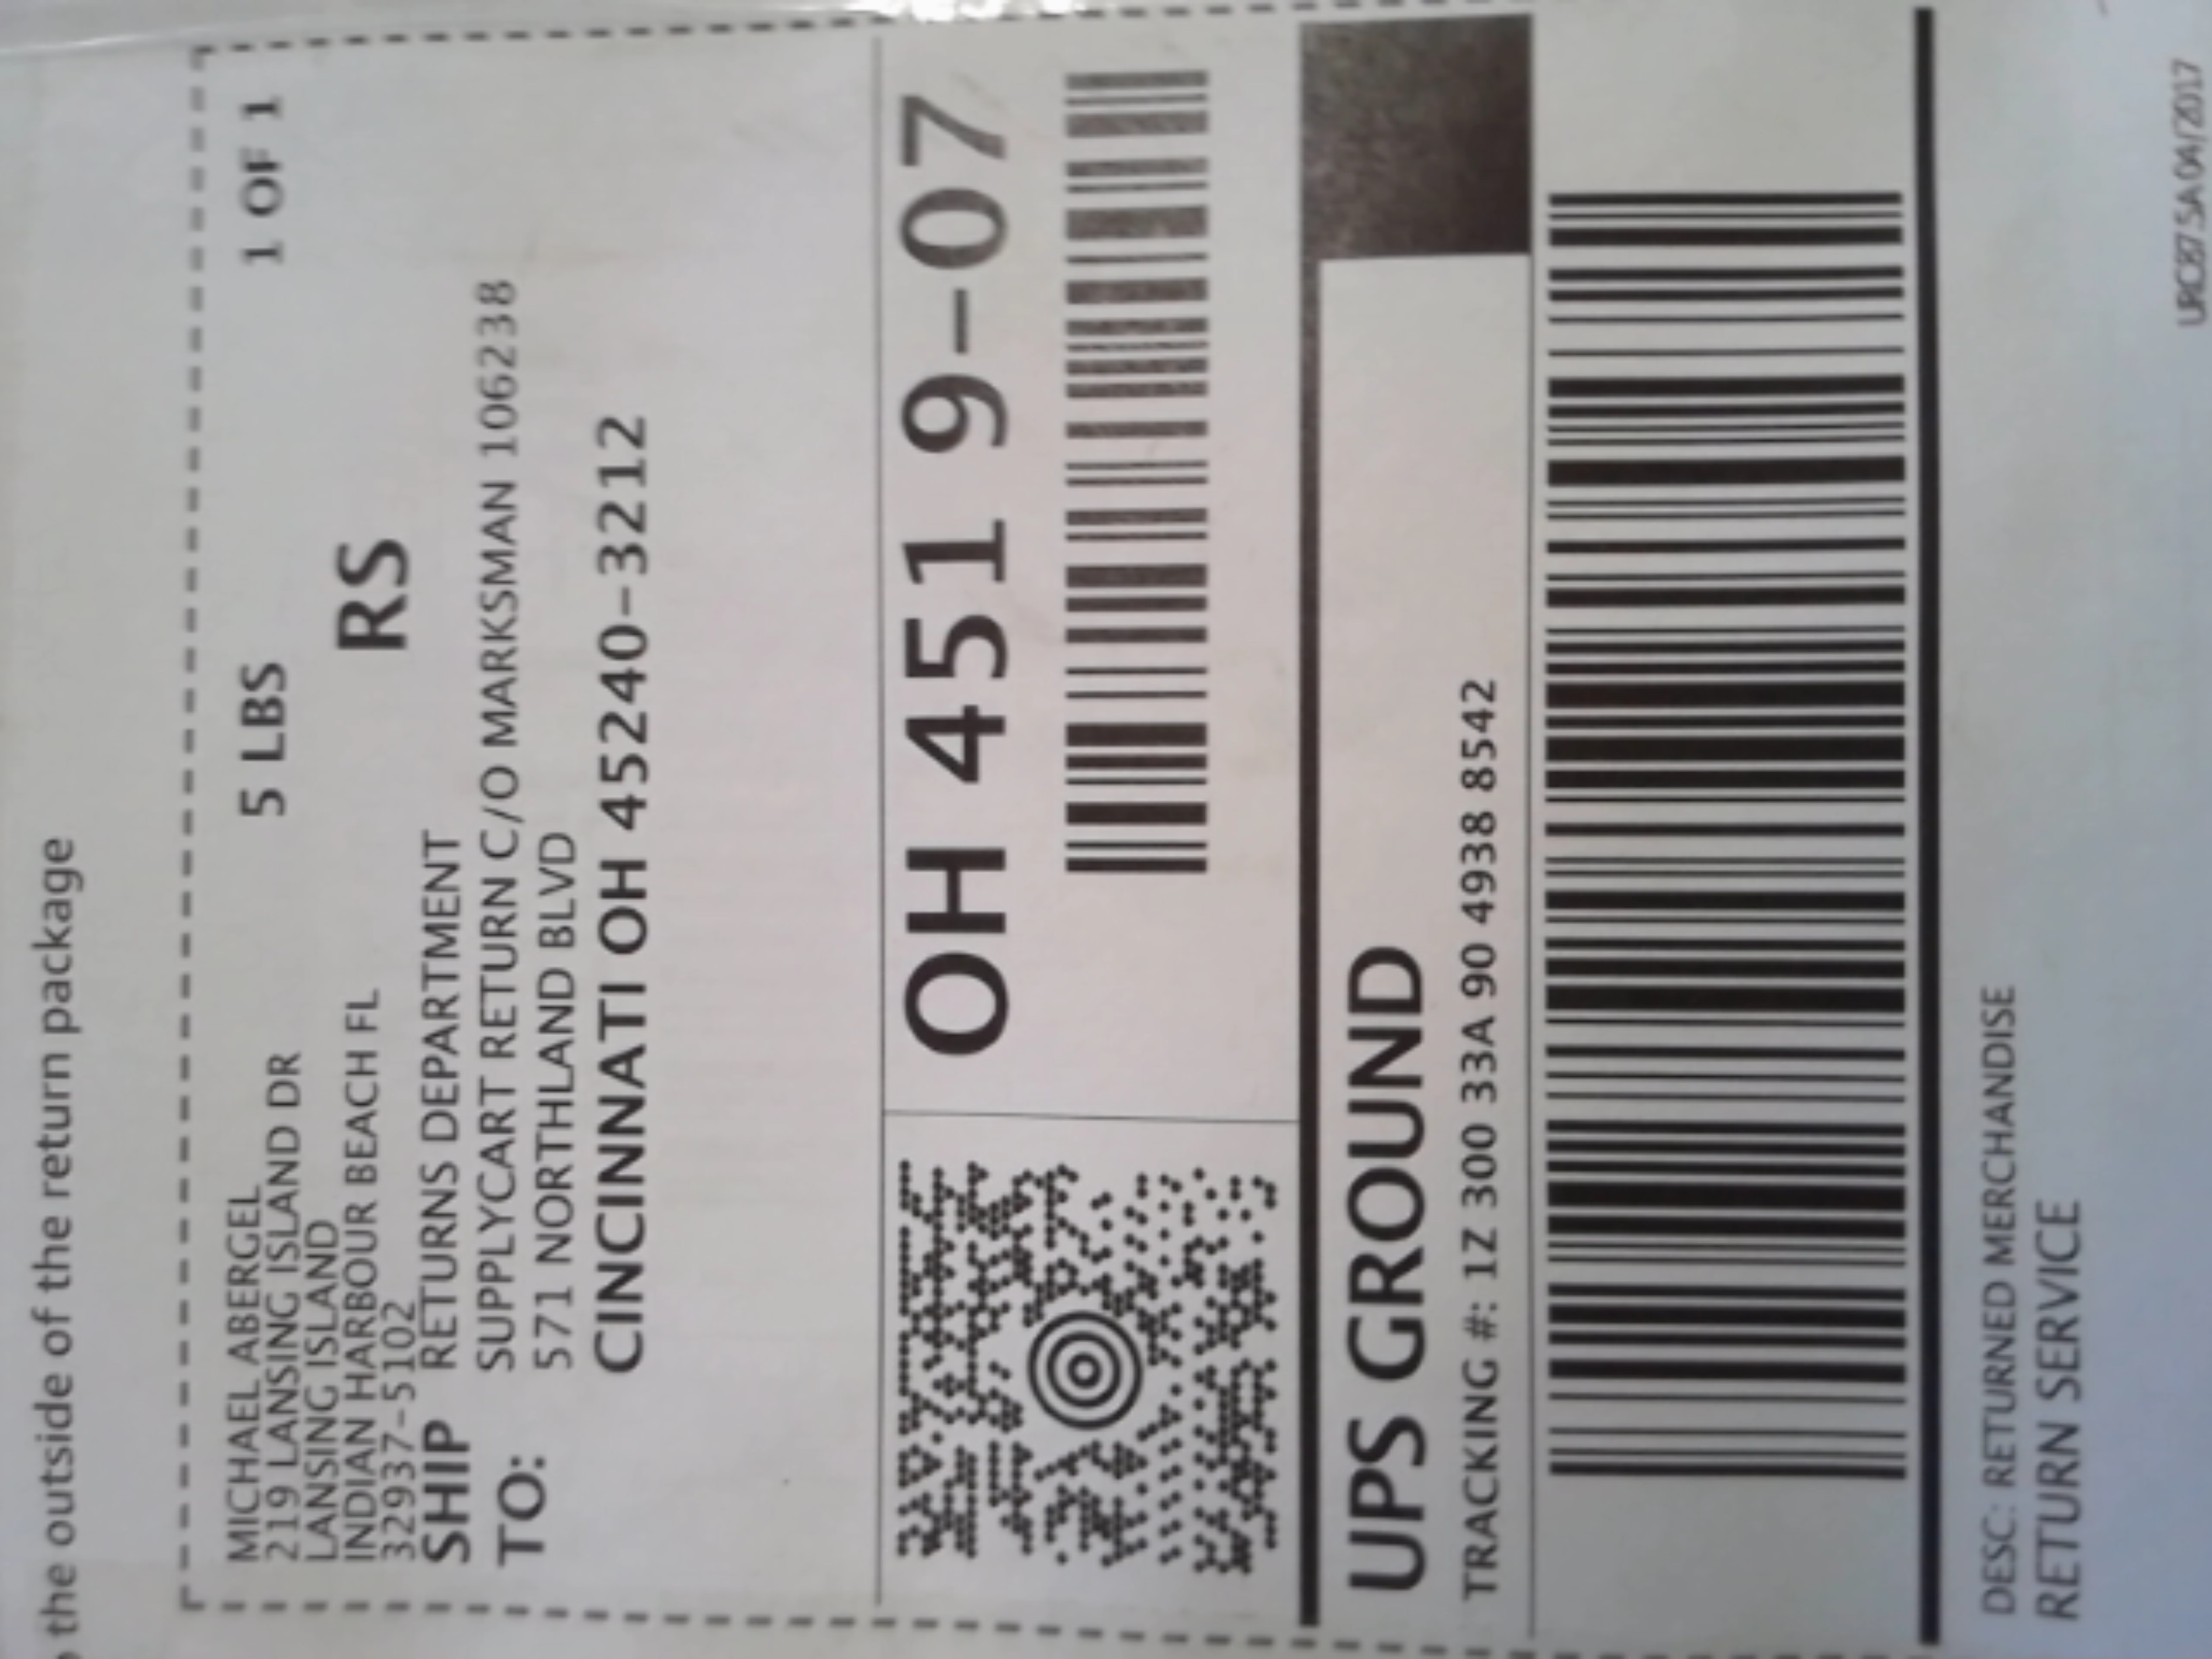 the outside of the return package
MICHAEL ABERGEL
219 LANSING ISLAND DR
LANSING ISLAND
INDIAN HARBOUR BEACH FL
32937-5102
5 LBS
1 OF 1
RS
SHIP
TO:
RETURNS DEPARTMENT
SUPPLYCART RETURN C/O MARKSMAN 106238
571 NORTHLAND BLVD
CINCINNATI OH 45240-3212
OH 451 9-07
UPS GROUND
TRACKING #: 1Z 300 33A 90 4938 8542
DESC: RETURNED MERCHANDISE
RETURN SERVICE
04/2017